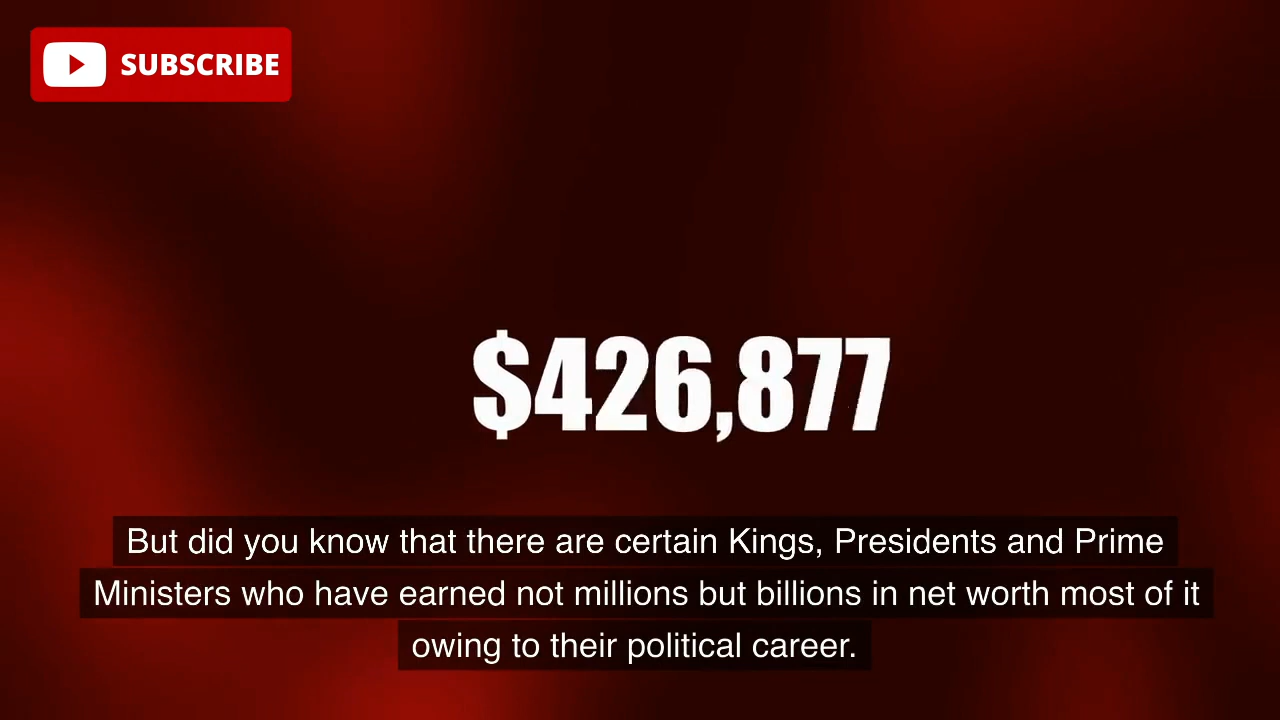 SUBSCRIBE
$426,877
But did you know that there are certain Kings, Presidents and Prime
Ministers who have earned not millions but billions in net worth most of it
owing to their political career.